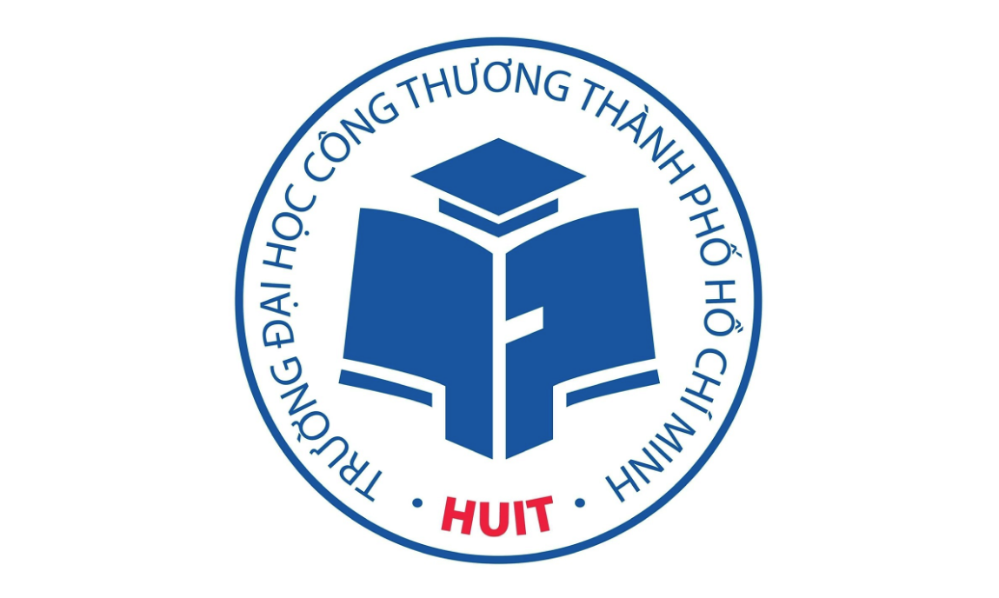 TRƯỜNG ĐẠI HỌC CÔNG THƯƠNG THÀNH PHỐ HỒ CHÍ MINH
• HUIT •